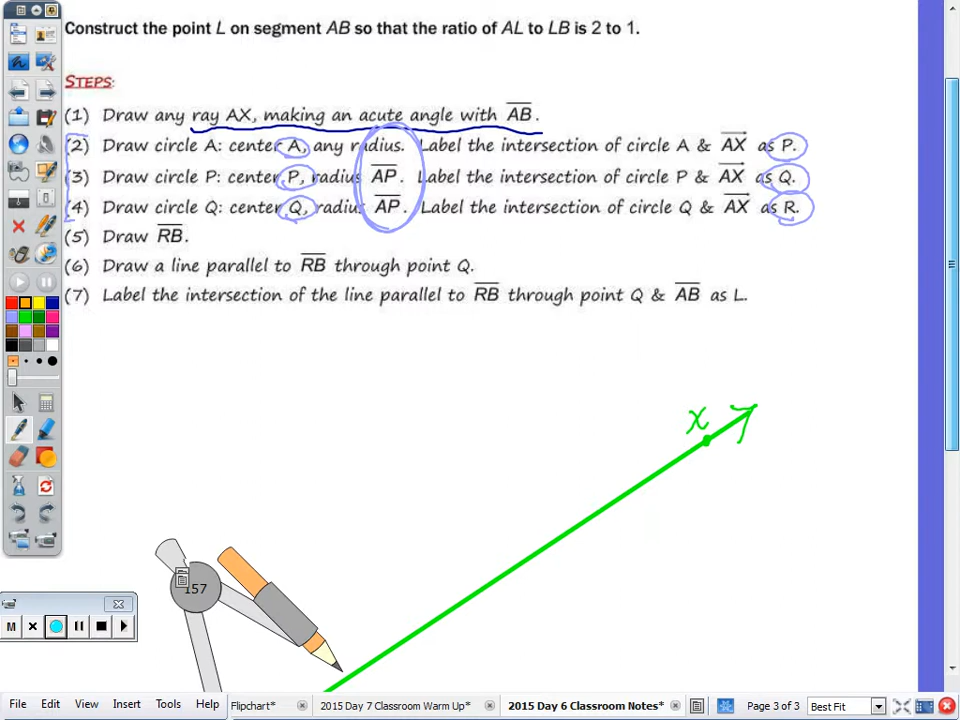 Construct the point L on segment AB so that the ratio of AL to LB is 2 to 1.
STEPS:
(1) Draw any ray AX, making an acute angle with AB.
(2) Draw circle A: center A, any radius. Label the intersection of circle A & AX as P.
(3) Draw circle P: center P, radius AP. Label the intersection of circle P & AX as Q.
(4) Draw circle Q: center Q, radius AP. Label the intersection of circle Q & AX as R.
(5) Draw RB.
(6) Draw a line parallel to RB through point Q.
(7) Label the intersection of the line parallel to RB through point Q & AB as L.
X
157
M
File Edit View Insert Tools Help Flipchart* 2015 Day 7 Classroom Warm Up* 2015 Day 6 Classroom Notes* Page 3 of 3 Best Fit